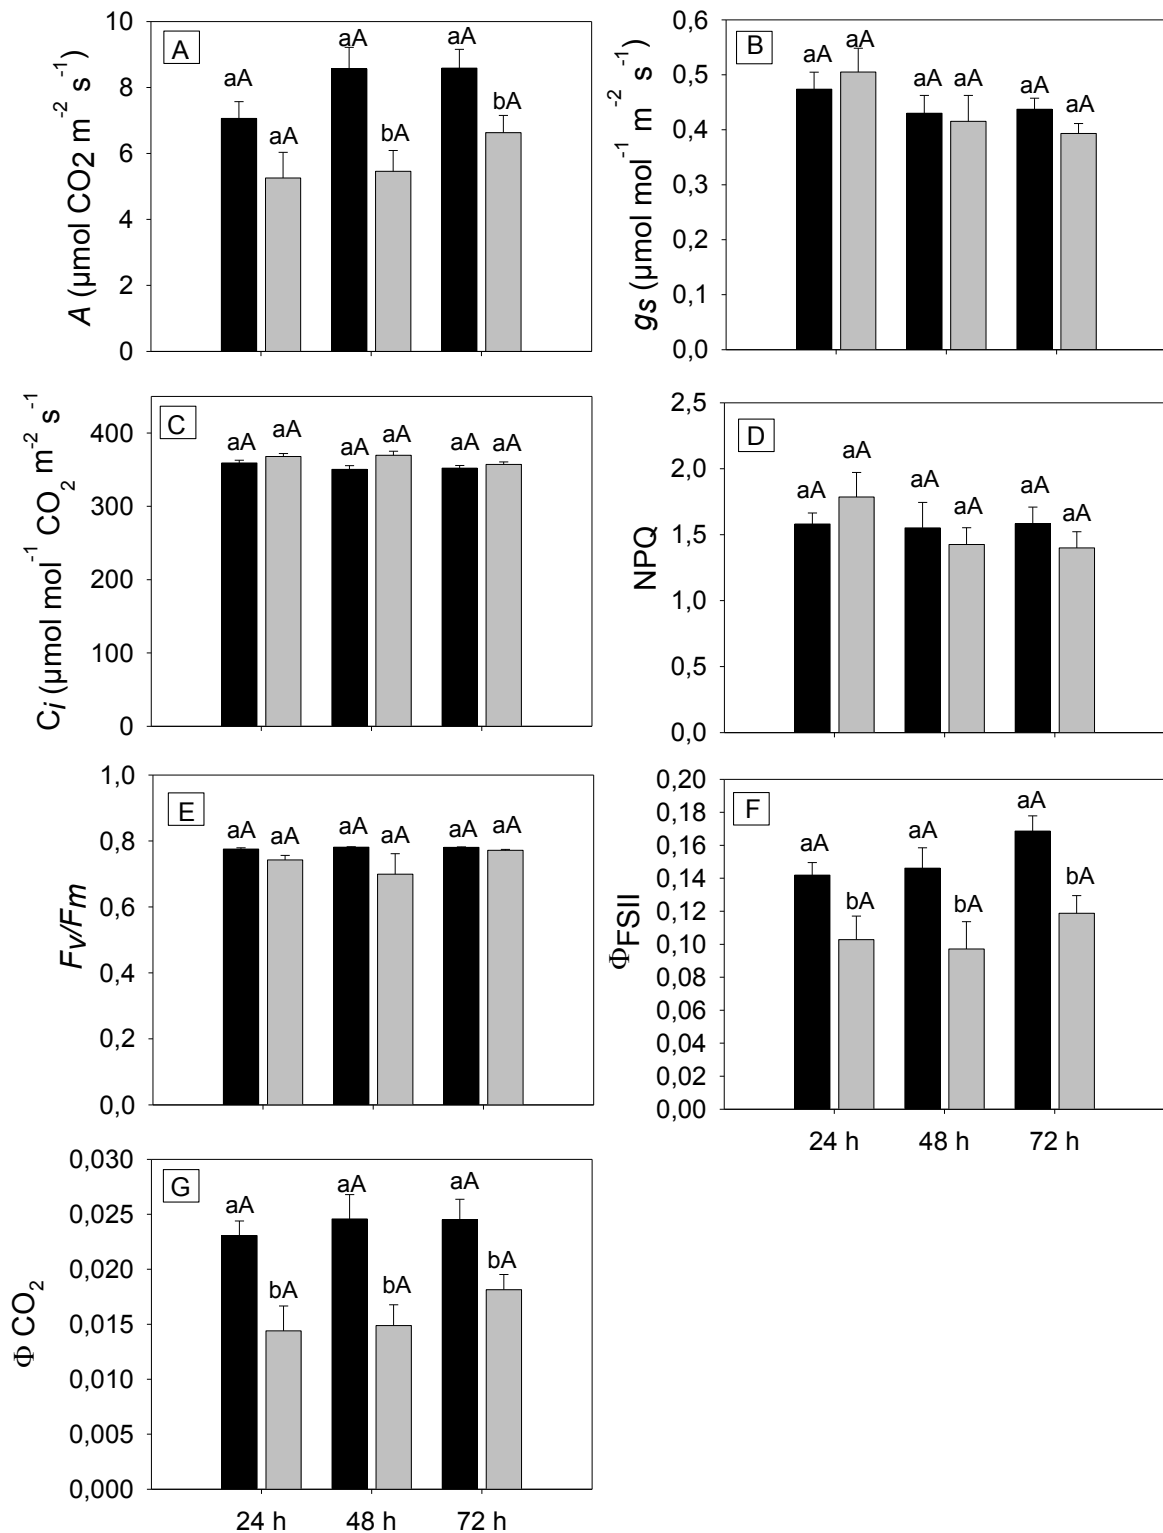 A
A (µmol CO2 m⁻² s⁻¹)
10
8
6
4
2
0
aA
aA
aA
bA
aA
bA
B
gs (µmol mol⁻¹ m⁻² s⁻¹)
0,6
0,5
0,4
0,3
0,2
0,1
0,0
aA
aA
aA
aA
aA
aA
C
Ci (µmol mol⁻¹ CO₂ m⁻² s⁻¹
400
300
200
100
0
aA
aA
aA
aA
aA
aA
D
NPQ
2,5
2,0
1,5
1,0
0,5
0,0
aA
aA
aA
aA
aA
aA
E
Fv/Fm
1,0
0,8
0,6
0,4
0,2
0,0
aA
aA
aA
aA
aA
aA
F
ΦFSII
0,20
0,18
0,16
0,14
0,12
0,10
0,08
0,06
0,04
0,02
0,00
aA
bA
aA
bA
aA
bA
24 h 48 h 72 h
G
Φ CO₂
0,030
0,025
0,020
0,015
0,010
0,005
0,000
aA
bA
aA
bA
aA
bA
24 h 48 h 72 h